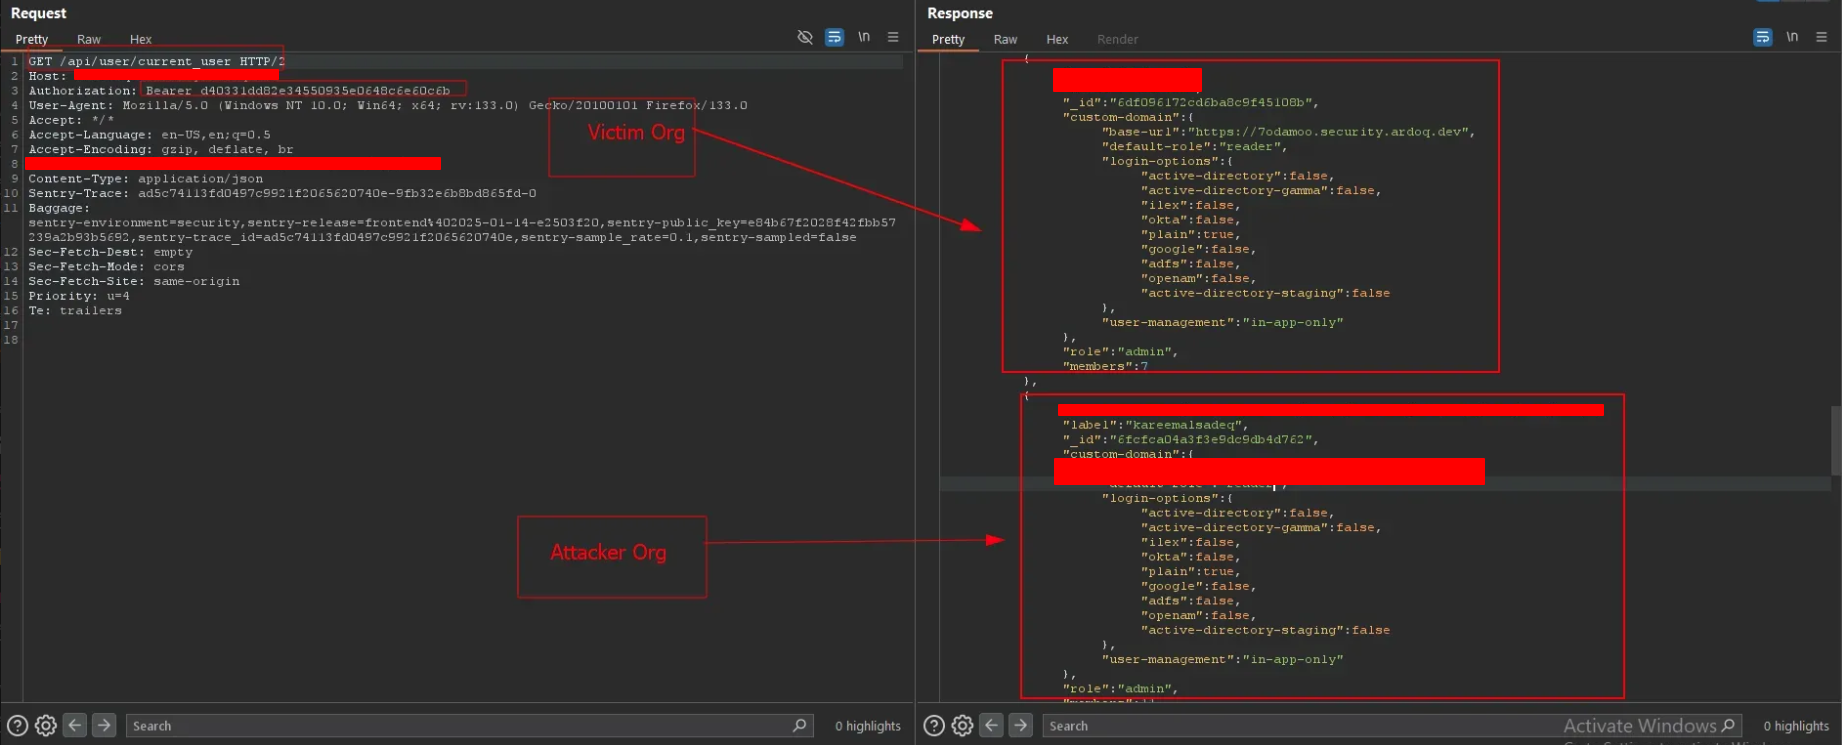 Request
Pretty Raw Hex
\n
1 GET /api/user/current_user HTTP/2
2 Host:
3 Authorization: Bearer d40331dd82e34550935e0648c6e60c6b
4 User-Agent: Mozilla/5.0 (Windows NT 10.0; Win64; x64; rv:133.0) Gecko/20100101 Firefox/133.0
5 Accept: */*
6 Accept-Language: en-US,en;q=0.5
7 Accept-Encoding: gzip, deflate, br
8
9 Content-Type: application/json
10 Sentry-Trace: ad5c74113fd0497c9921f2065620740e-9fb32e6b8bd865fd-0
11 Baggage:
sentry-environment=security,sentry-release=frontend%402025-01-14-e2503f20,sentry-public_key=e84b67f2028f42fbb57
239a2b93b5692,sentry-trace_id=ad5c74113fd0497c9921f2065620740e,sentry-sample_rate=0.1,sentry-sampled=false
12 Sec-Fetch-Dest: empty
13 Sec-Fetch-Mode: cors
14 Sec-Fetch-Site: same-origin
15 Priority: u=4
16 Te: trailers
17
18
Victim Org
Attacker Org
Search
0 highlights
Response
Pretty Raw Hex Render
\n
{
"_id":"6df096172cd6ba8c9f45108b",
"custom-domain":{
"base-url":"https://7odamoo.security.ardoq.dev",
"default-role":"reader",
"login-options":{
"active-directory":false,
"active-directory-gamma":false,
"ilex":false,
"okta":false,
"plain":true,
"google":false,
"adfs":false,
"openam":false,
"active-directory-staging":false
},
"user-management":"in-app-only"
},
"role":"admin",
"members":7
},
{
"label":"kareemalsadeq",
"_id":"6fcfca04a3f3e9dc9db4d762",
"custom-domain":{
"default-role":"reader",
"login-options":{
"active-directory":false,
"active-directory-gamma":false,
"ilex":false,
"okta":false,
"plain":true,
"google":false,
"adfs":false,
"openam":false,
"active-directory-staging":false
},
"user-management":"in-app-only"
},
"role":"admin",
Search
Activate Windows
0 highlights